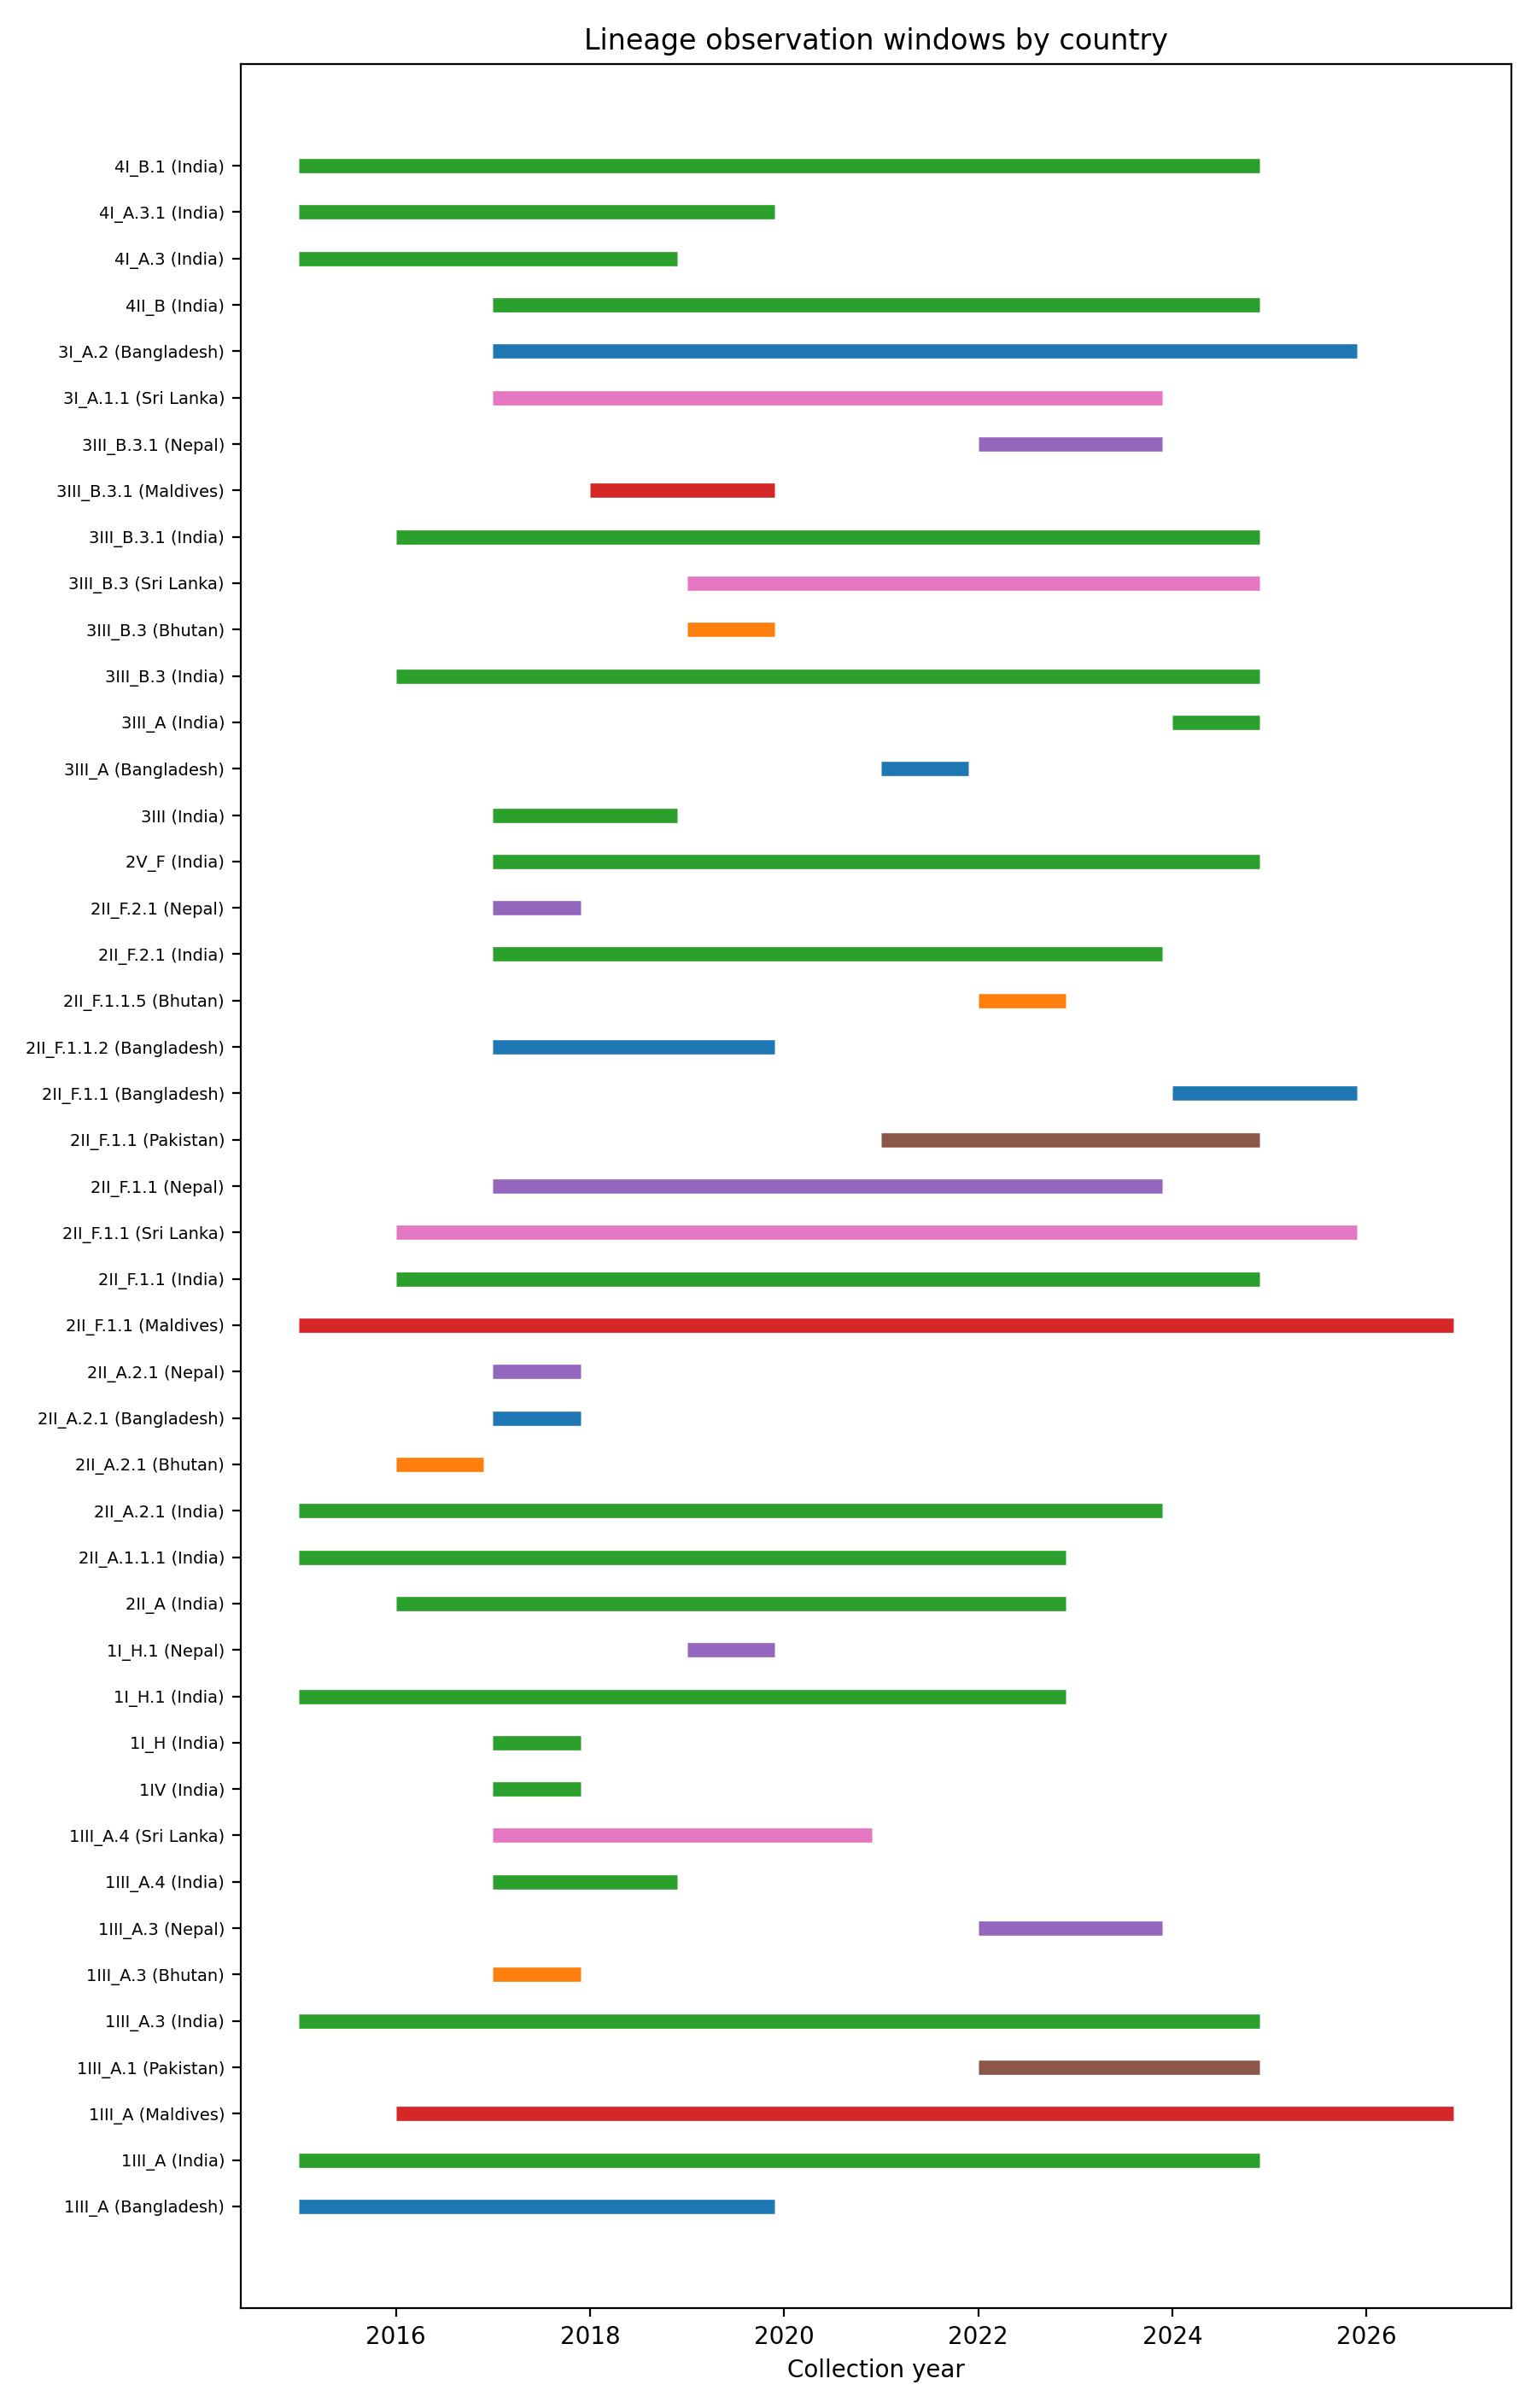 Lineage observation windows by country
4I_B.1 (India)
4I_A.3.1 (India)
4I_A.3 (India)
4II_B (India)
3I_A.2 (Bangladesh)
3I_A.1.1 (Sri Lanka)
3III_B.3.1 (Nepal)
3III_B.3.1 (Maldives)
3III_B.3.1 (India)
3III_B.3 (Sri Lanka)
3III_B.3 (Bhutan)
3III_B.3 (India)
3III_A (India)
3III_A (Bangladesh)
3III (India)
2V_F (India)
2II_F.2.1 (Nepal)
2II_F.2.1 (India)
2II_F.1.1.5 (Bhutan)
2II_F.1.1.2 (Bangladesh)
2II_F.1.1 (Bangladesh)
2II_F.1.1 (Pakistan)
2II_F.1.1 (Nepal)
2II_F.1.1 (Sri Lanka)
2II_F.1.1 (India)
2II_F.1.1 (Maldives)
2II_A.2.1 (Nepal)
2II_A.2.1 (Bangladesh)
2II_A.2.1 (Bhutan)
2II_A.2.1 (India)
2II_A.1.1.1 (India)
2II_A (India)
1I_H.1 (Nepal)
1I_H.1 (India)
1I_H (India)
1IV (India)
1III_A.4 (Sri Lanka)
1III_A.4 (India)
1III_A.3 (Nepal)
1III_A.3 (Bhutan)
1III_A.3 (India)
1III_A.1 (Pakistan)
1III_A (Maldives)
1III_A (India)
1III_A (Bangladesh)
2016 2018 2020 2022 2024 2026
Collection year